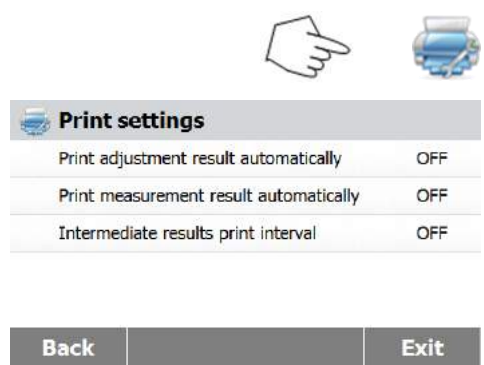 Print settings
Print adjustment result automatically OFF
Print measurement result automatically OFF
Intermediate results print interval OFF
Back Exit